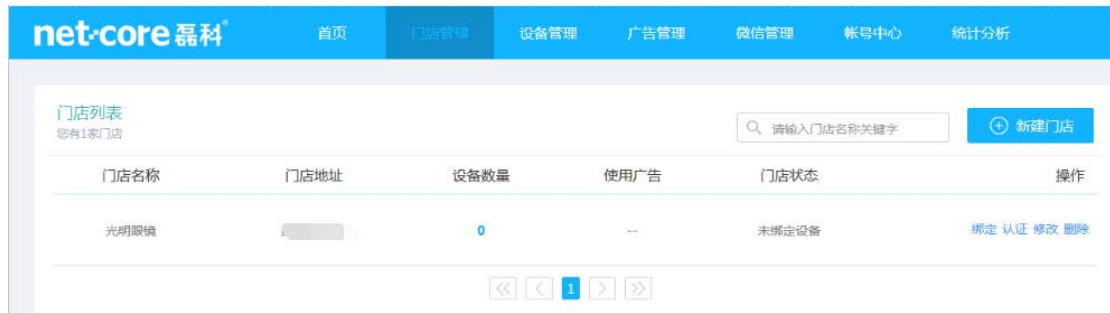 net·core磊科® 首页 门店管理 设备管理 广告管理 微信管理 帐号中心 统计分析
门店列表
您有1家门店
请输入门店名称关键字 新建门店
门店名称 门店地址 设备数量 使用广告 门店状态 操作
光明眼镜 0 -- 未绑定设备 绑定 认证 修改 删除
1